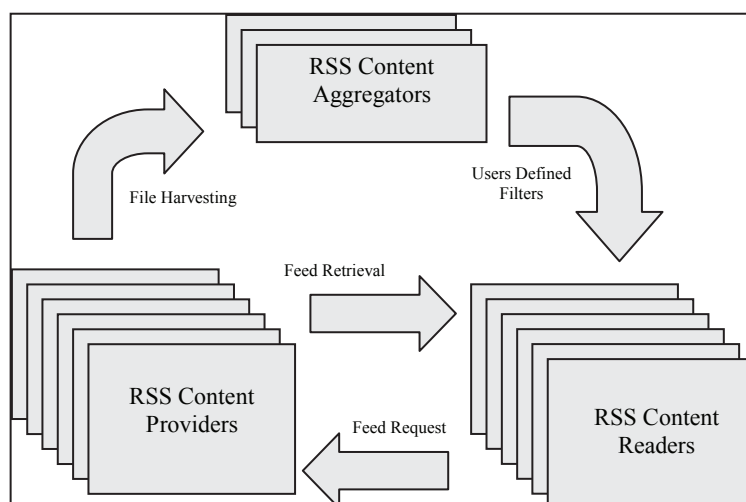 RSS Content
Aggregators
File Harvesting
Users Defined
Filters
Feed Retrieval
RSS Content
Providers
Feed Request
RSS Content
Readers